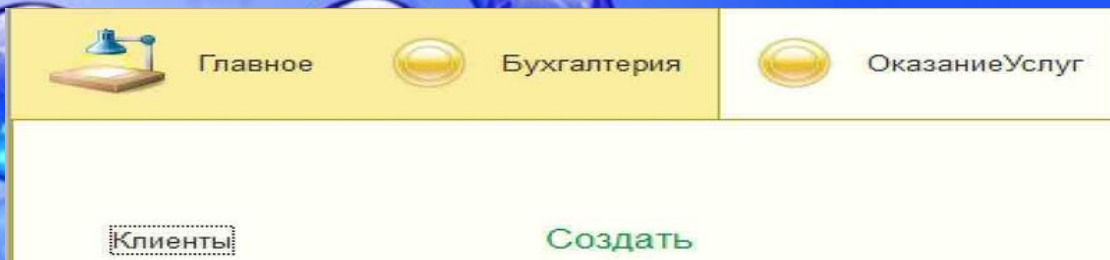 Главное Бухгалтерия ОказаниеУслуг
Клиенты Создать